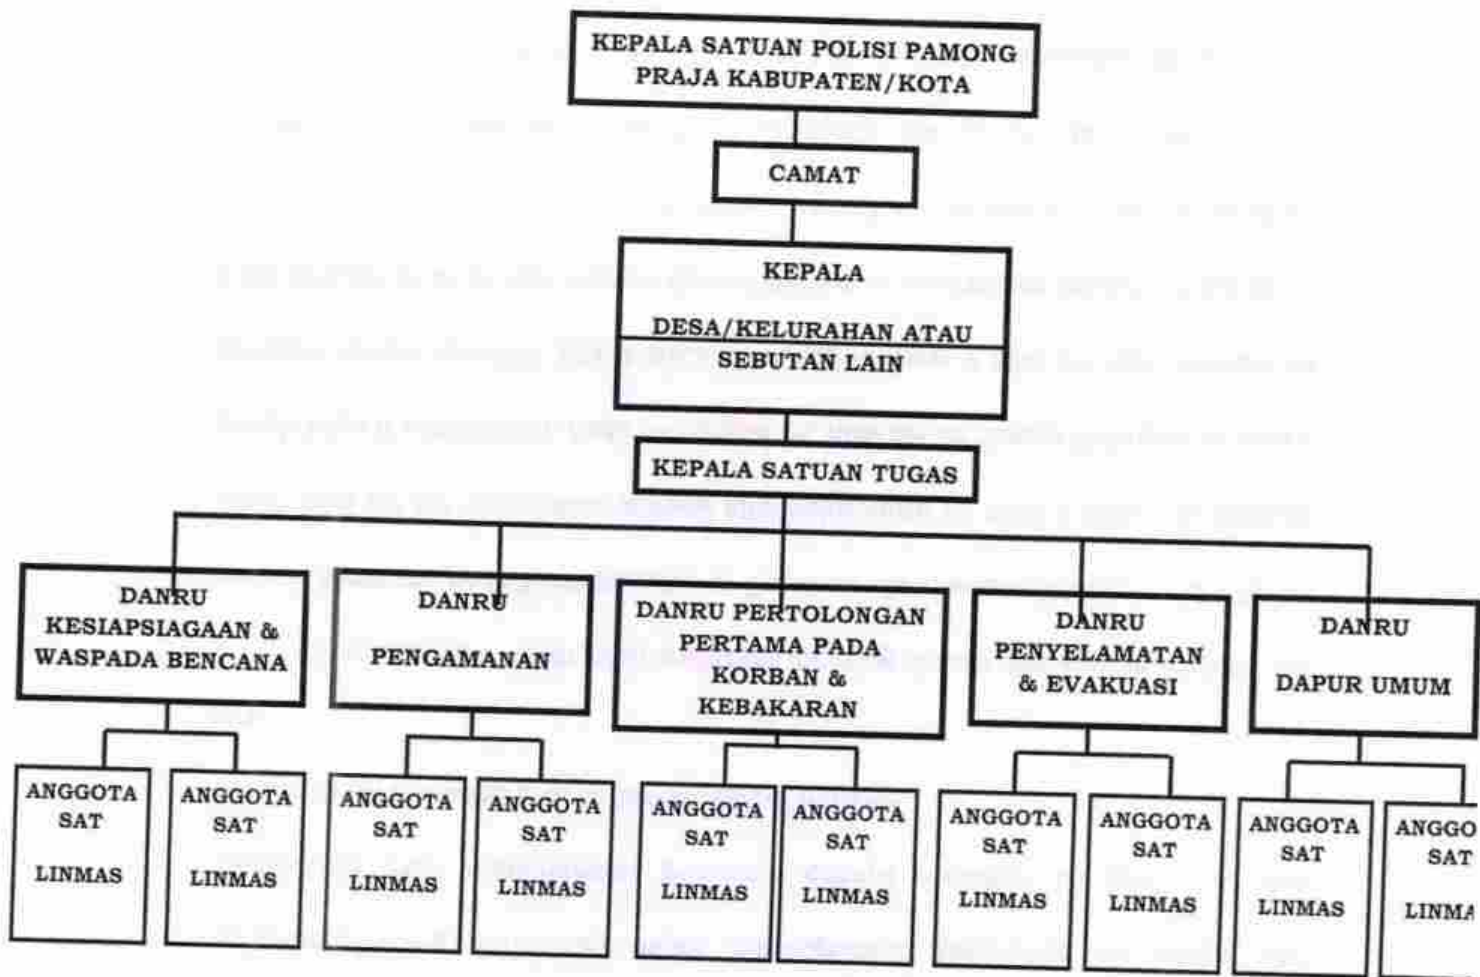 KEPALA SATUAN POLISI PAMONG
PRAJA KABUPATEN/KOTA
CAMAT
KEPALA
DESA/KELURAHAN ATAU
SEBUTAN LAIN
KEPALA SATUAN TUGAS
DANRU
KESIAPSIAGAAN &
WASPADA BENCANA
DANRU
PENGAMANAN
DANRU PERTOLONGAN
PERTAMA PADA
KORBAN &
KEBAKARAN
DANRU
PENYELAMATAN
& EVAKUASI
DANRU
DAPUR UMUM
ANGGOTA
SAT
LINMAS
ANGGOTA
SAT
LINMAS
ANGGOTA
SAT
LINMAS
ANGGOTA
SAT
LINMAS
ANGGOTA
SAT
LINMAS
ANGGOTA
SAT
LINMAS
ANGGOTA
SAT
LINMAS
ANGGOTA
SAT
LINMAS
ANGGOTA
SAT
LINMAS
ANGGO
SAT
LINMA